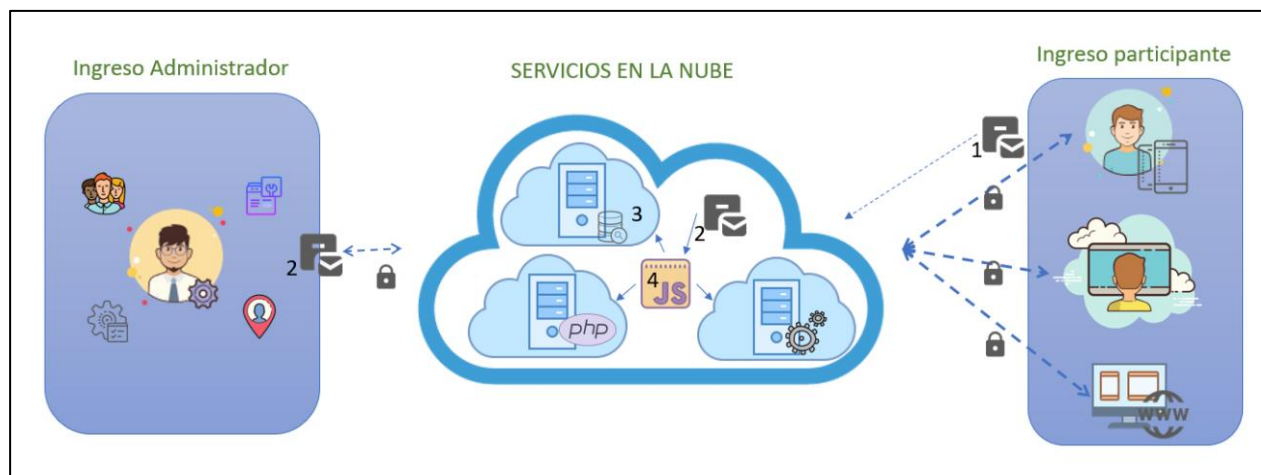 Ingreso Administrador
SERVICIOS EN LA NUBE
Ingreso participante
1
3
2
2
4
JS
php
WWW